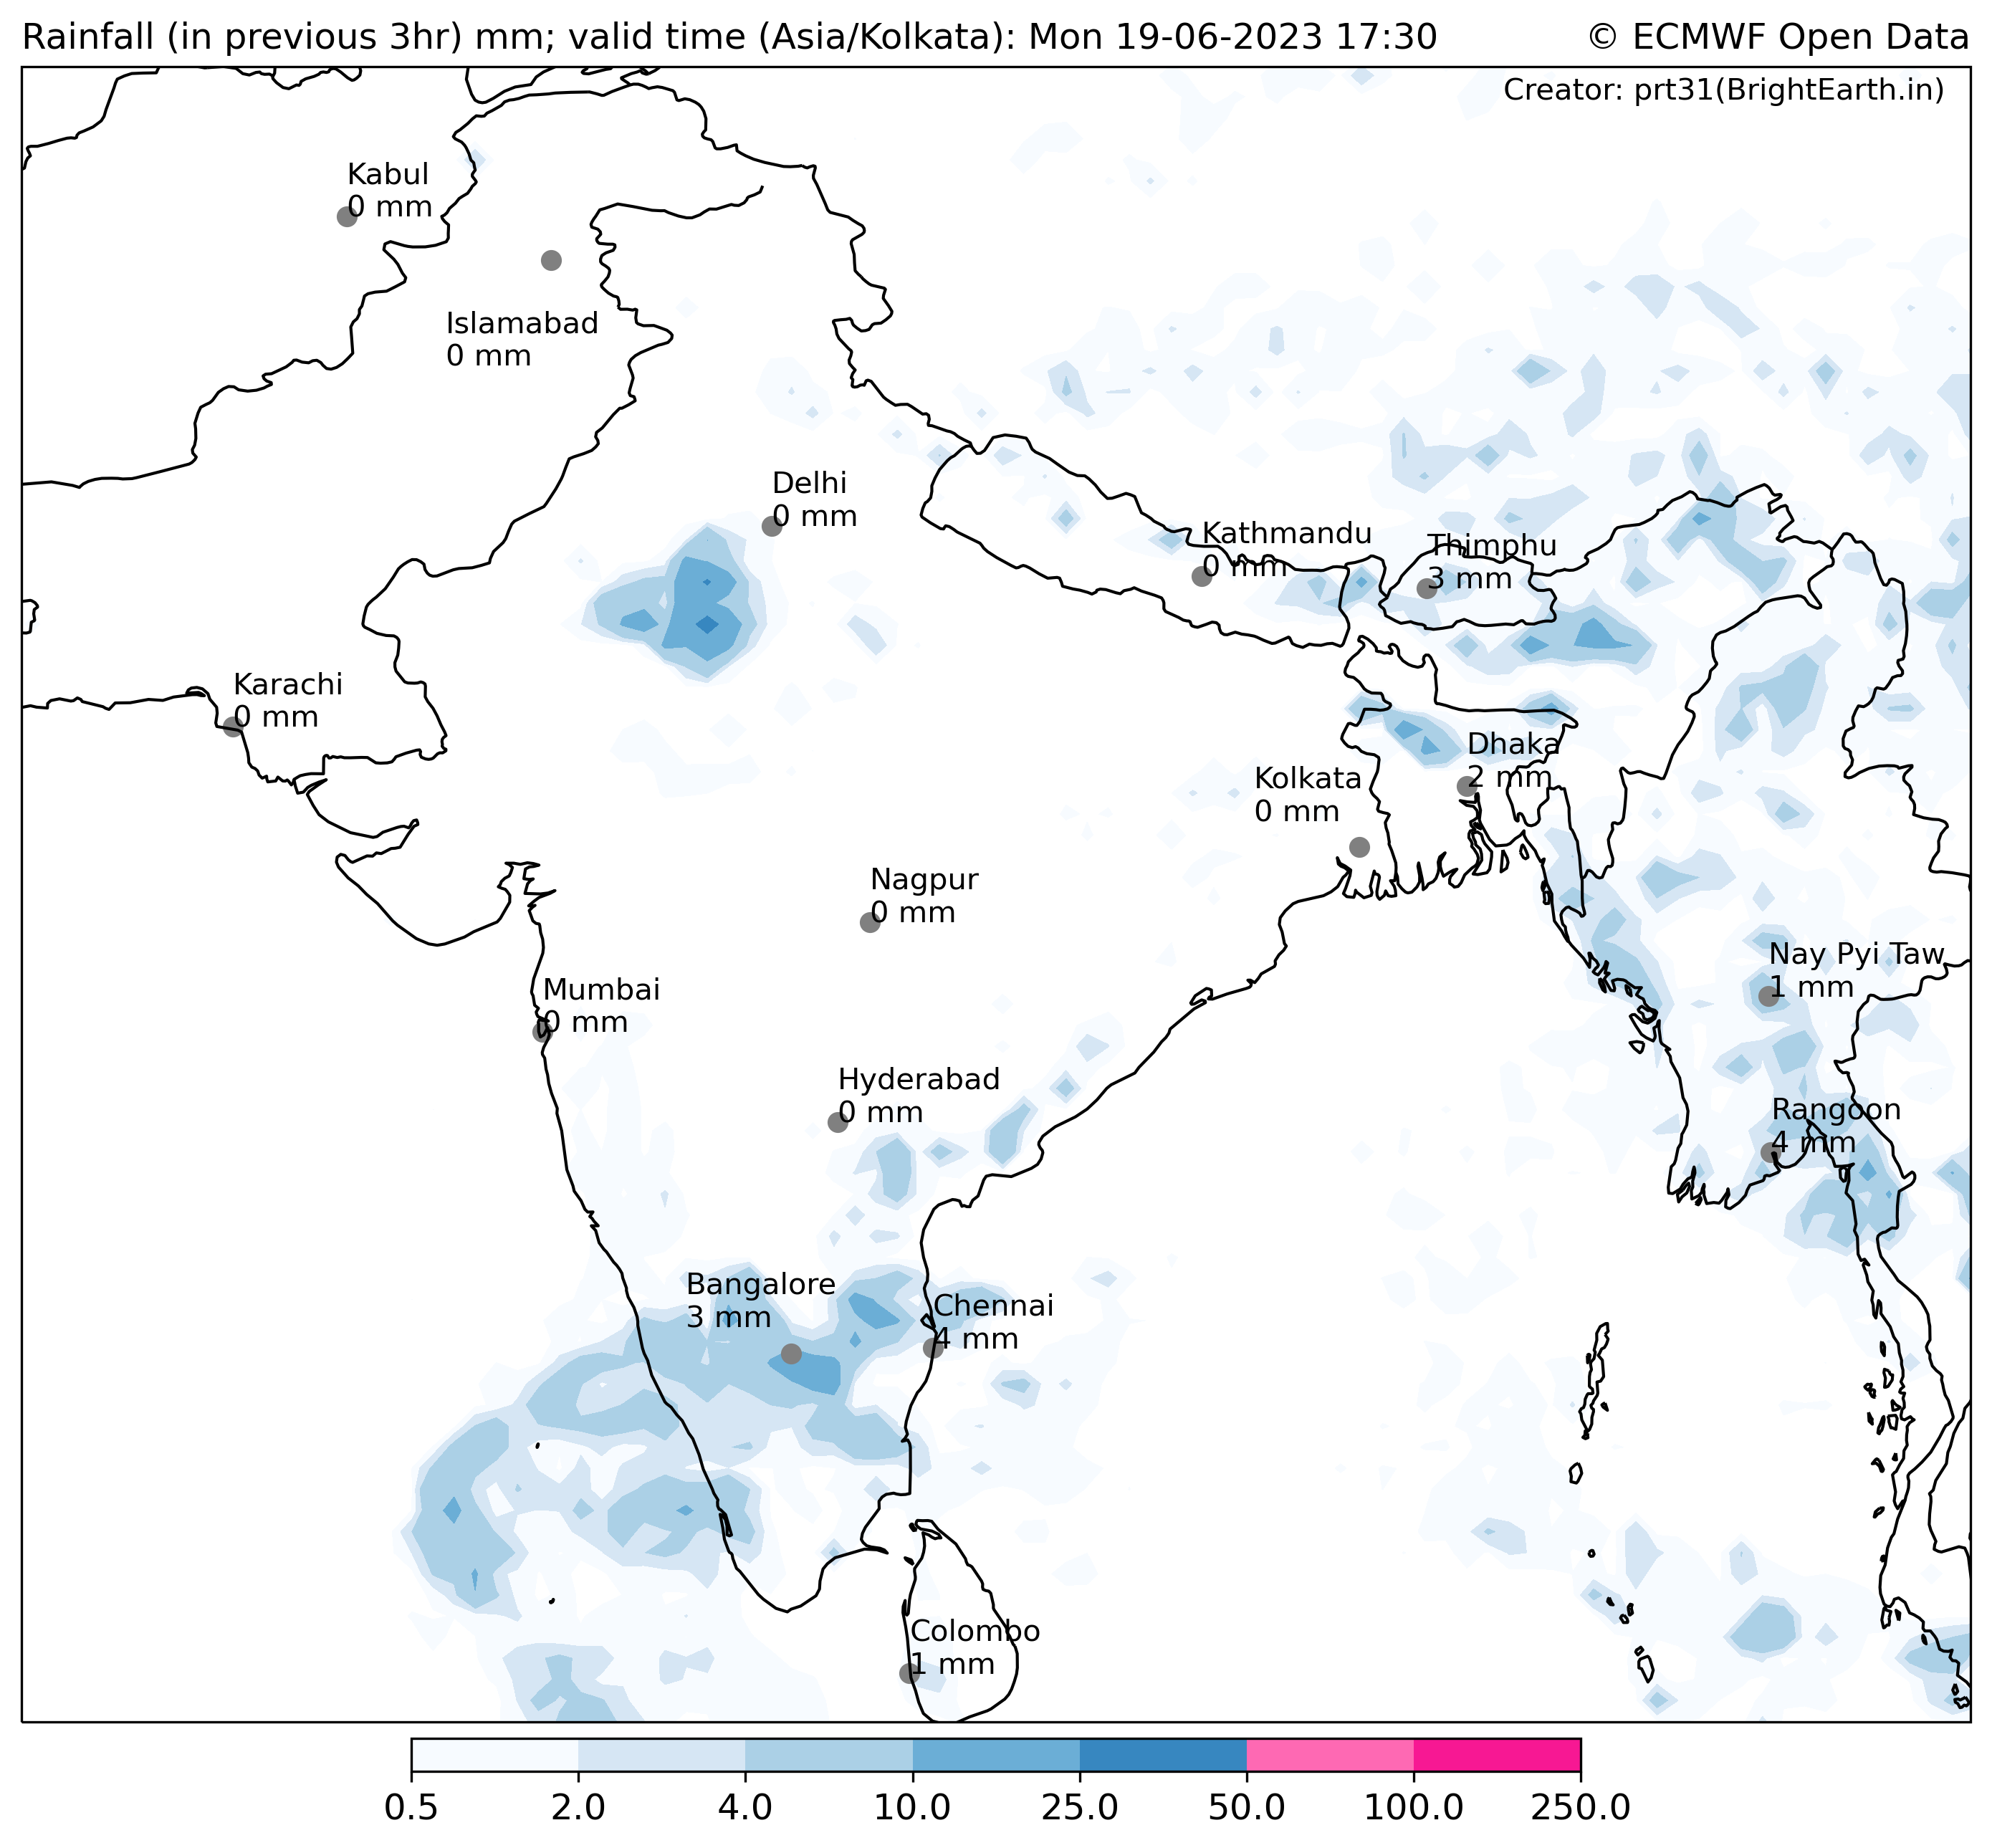 Rainfall (in previous 3hr) mm; valid time (Asia/Kolkata): Mon 19-06-2023 17:30
© ECMWF Open Data
Creator: prt31(BrightEarth.in)
Kabul
0 mm
Islamabad
0 mm
Delhi
0 mm
Kathmandu
0 mm
Thimphu
3 mm
Karachi
0 mm
Dhaka
2 mm
Kolkata
0 mm
Nagpur
0 mm
Nay Pyi Taw
1 mm
Mumbai
0 mm
Hyderabad
0 mm
Rangoon
4 mm
Bangalore
3 mm
Chennai
4 mm
Colombo
1 mm
0.5 2.0 4.0 10.0 25.0 50.0 100.0 250.0